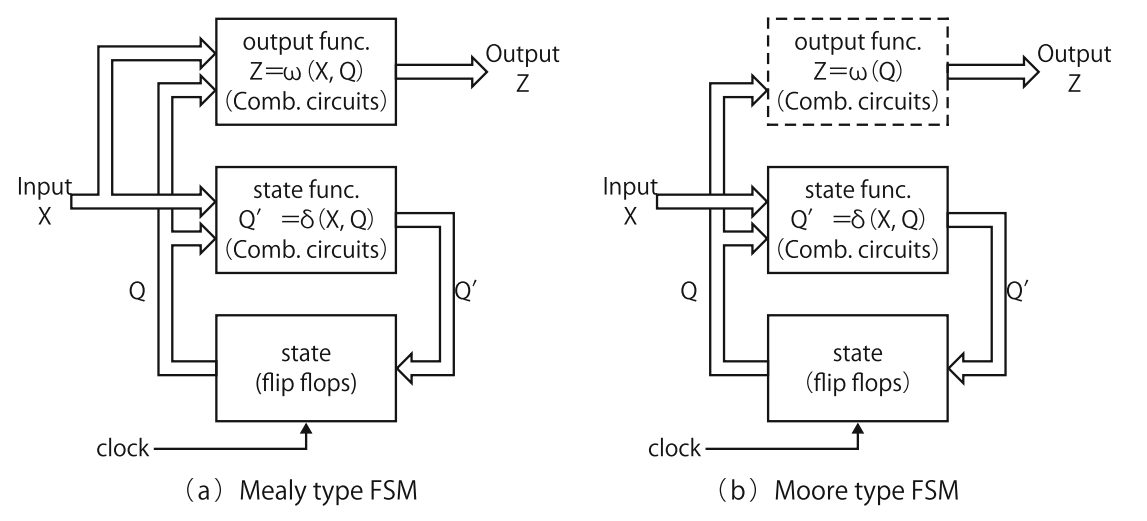 output func.
Z=ω (X, Q)
(Comb. circuits)
Output
Z
Input
X
state func.
Q′ =δ (X, Q)
(Comb. circuits)
Q
Q′
state
(flip flops)
clock
(a) Mealy type FSM
output func.
Z=ω (Q)
(Comb. circuits)
Output
Z
Input
X
state func.
Q′ =δ (X, Q)
(Comb. circuits)
Q
Q′
state
(flip flops)
clock
(b) Moore type FSM